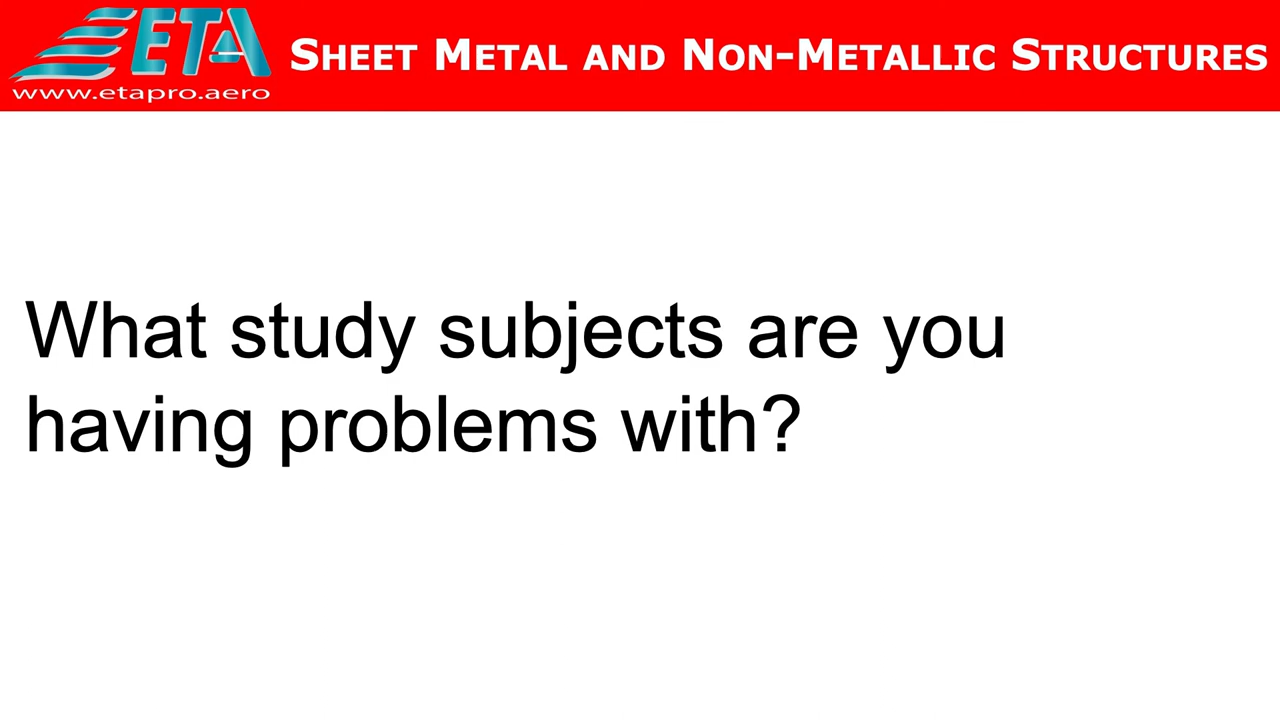 ETA
www.etapro.aero
SHEET METAL AND NON-METALLIC STRUCTURES
What study subjects are you
having problems with?